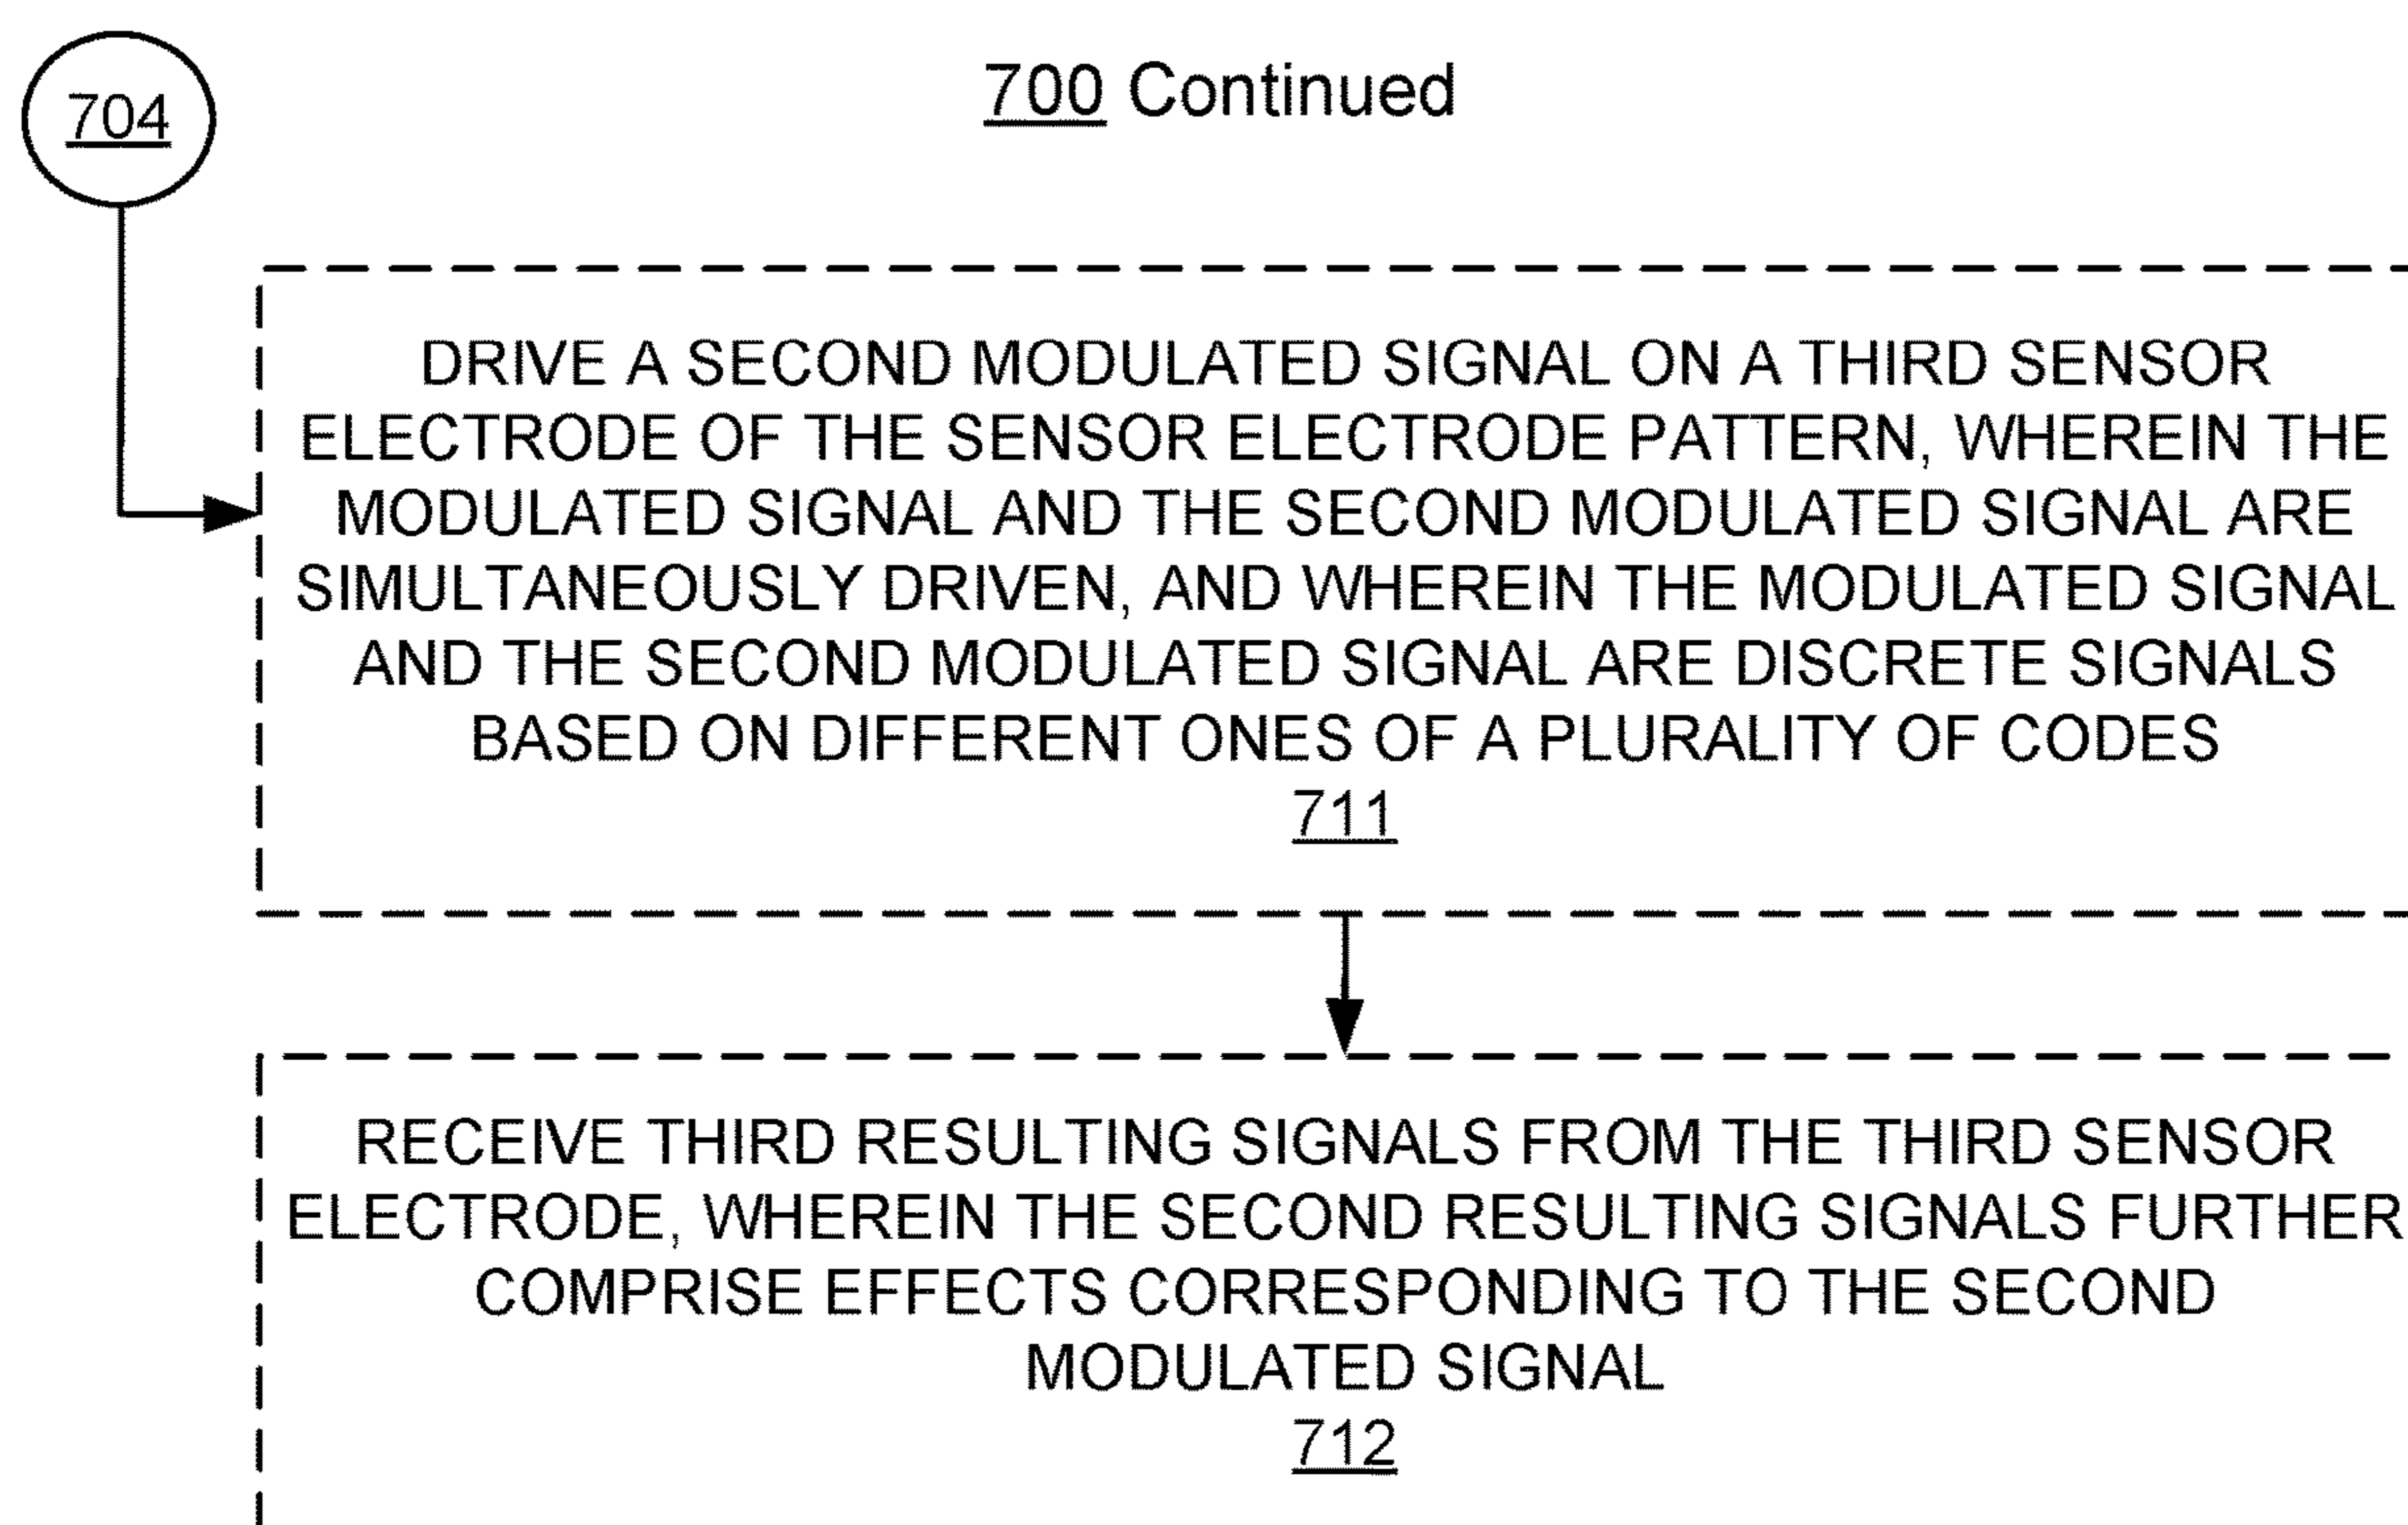 704
700 Continued
DRIVE A SECOND MODULATED SIGNAL ON A THIRD SENSOR
ELECTRODE OF THE SENSOR ELECTRODE PATTERN, WHEREIN THE
MODULATED SIGNAL AND THE SECOND MODULATED SIGNAL ARE
SIMULTANEOUSLY DRIVEN, AND WHEREIN THE MODULATED SIGNAL
AND THE SECOND MODULATED SIGNAL ARE DISCRETE SIGNALS
BASED ON DIFFERENT ONES OF A PLURALITY OF CODES
711
RECEIVE THIRD RESULTING SIGNALS FROM THE THIRD SENSOR
ELECTRODE, WHEREIN THE SECOND RESULTING SIGNALS FURTHER
COMPRISE EFFECTS CORRESPONDING TO THE SECOND
MODULATED SIGNAL
712